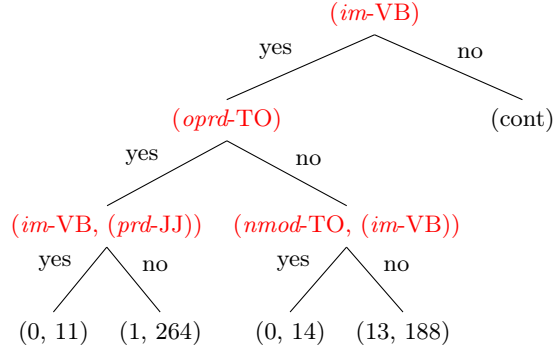 (im-VB)
yes no
(oprd-TO) (cont)
yes no
(im-VB, (prd-JJ)) (nmod-TO, (im-VB))
yes no yes no
(0, 11) (1, 264) (0, 14) (13, 188)